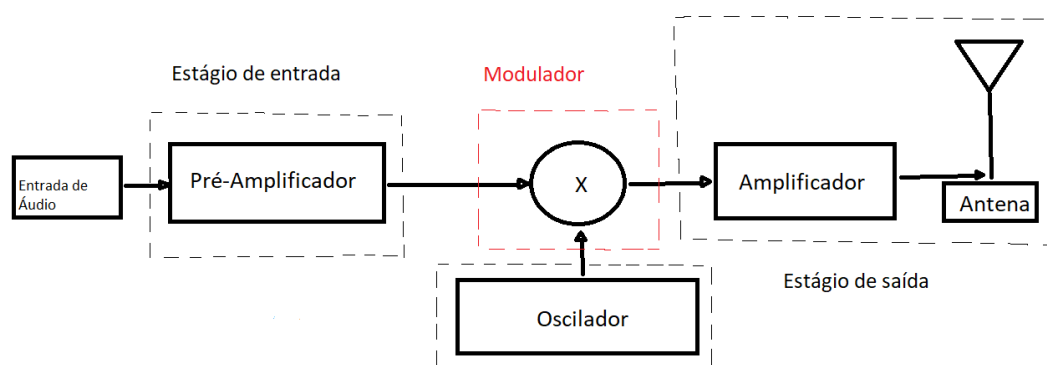 Estágio de entrada
Modulador
Entrada de
Áudio
Pré-Amplificador
X
Amplificador
Antena
Oscilador
Estágio de saída